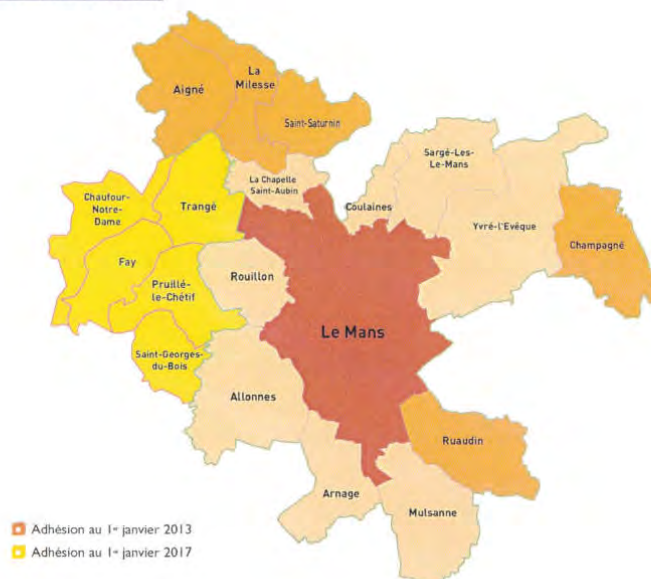 La
Milesse
Aigné
Saint-Saturnin
Sargé-Les-
Le-Mans
La Chapelle
Saint-Aubin
Chaufour-
Notre-
Dame
Trangé
Coulaines
Yvré-l'Evêque
Champagné
Fay
Rouillon
Pruillé-
le-Chétif
Le Mans
Saint-Georges-
du-Bois
Allonnes
Ruaudin
Arnage
Mulsanne
Adhésion au 1er janvier 2013
Adhésion au 1er janvier 2017